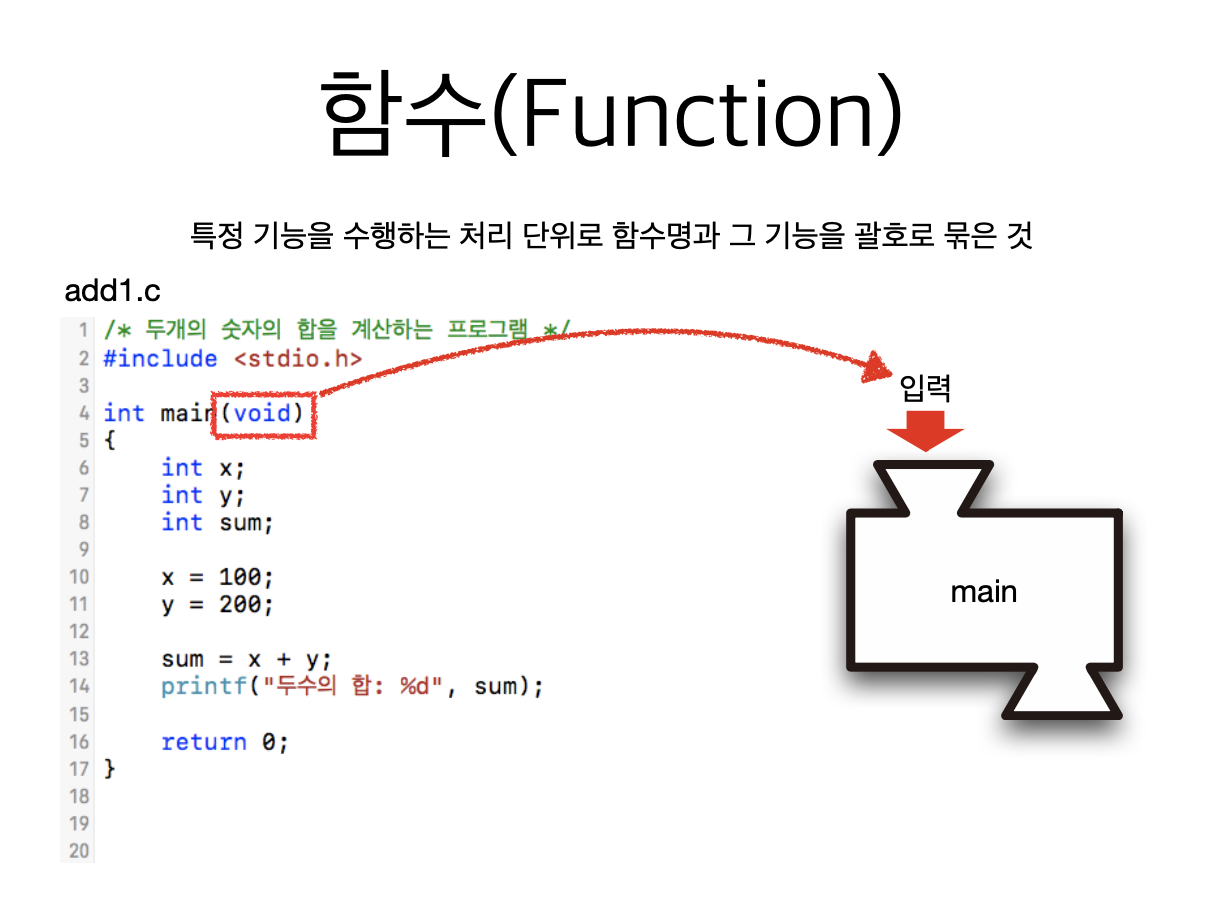 함수(Function)
특정 기능을 수행하는 처리 단위로 함수명과 그 기능을 괄호로 묶은 것
add1.c
1 /* 두개의 숫자의 합을 계산하는 프로그램 */
2 #include <stdio.h>
3
4 int main(void)
5 {
6     int x;
7     int y;
8     int sum;
9
10     x = 100;
11     y = 200;
12
13     sum = x + y;
14     printf("두수의 합: %d", sum);
15
16     return 0;
17 }
18
19
20
입력
main